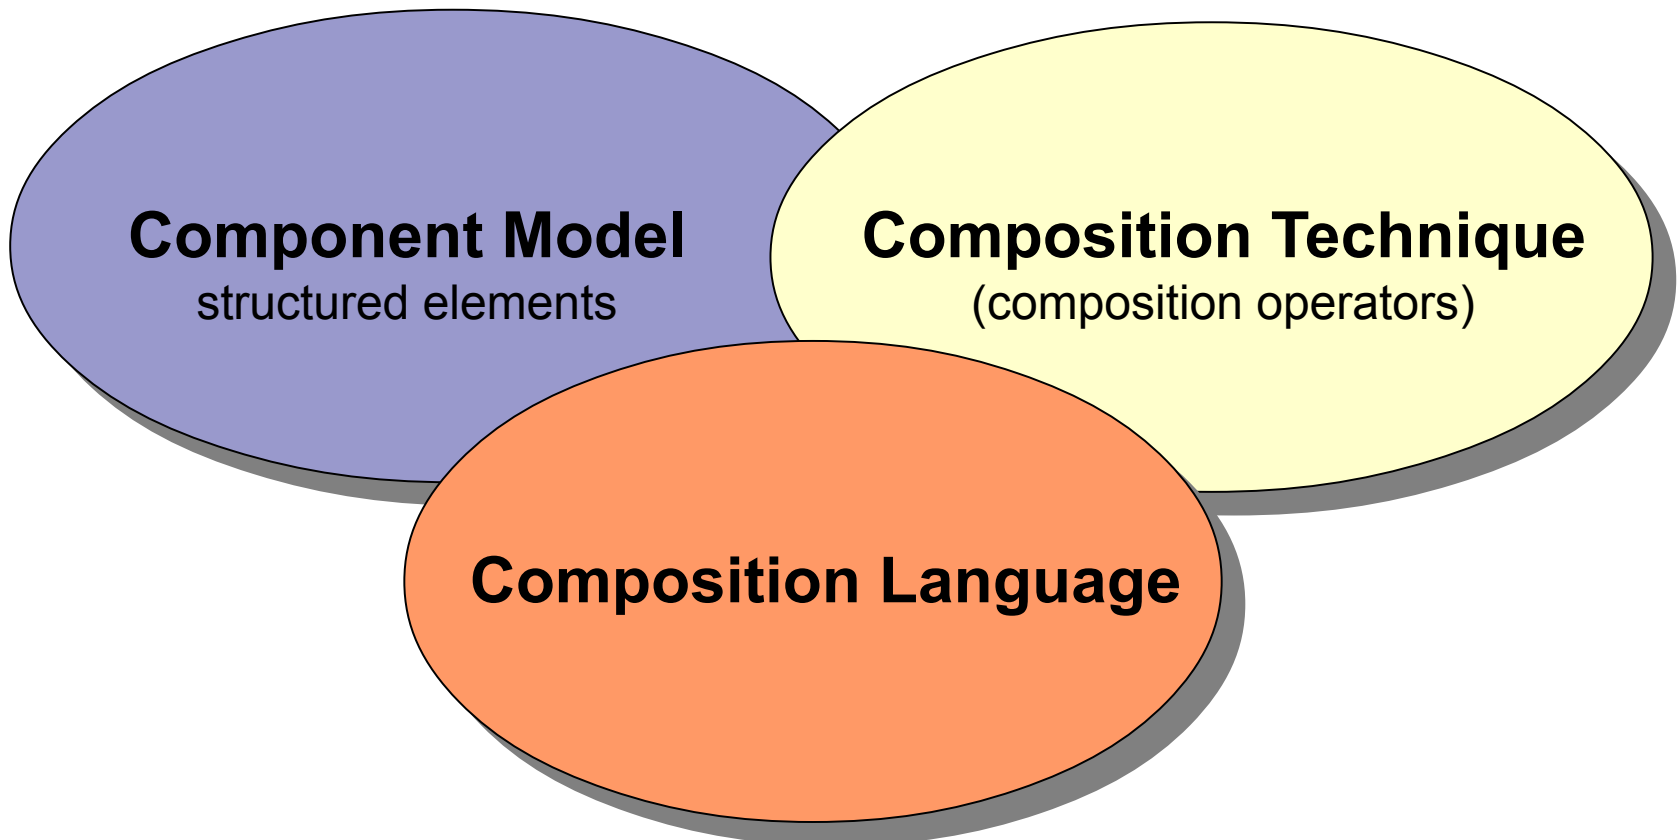 Component Model
structured elements
Composition Technique
(composition operators)
Composition Language